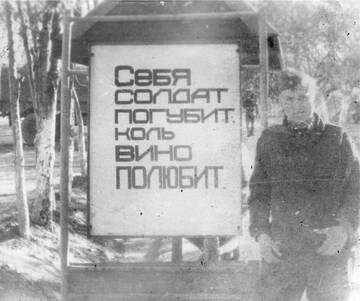 Себя
солдат
погубит.
коль
вино
полюбит.